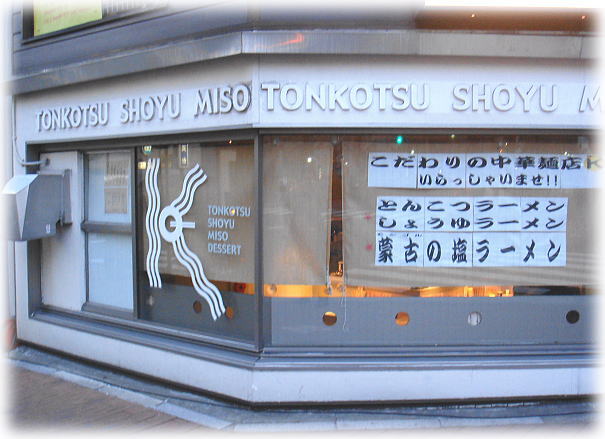 TONKOTSU SHOYU MISO TONKOTSU SHOYU M
TONKOTSU
SHOYU
MISO
DESSERT
こだわりの中華麺店K
いらっしゃいませ!!
とんこつラーメン
しょうゆラーメン
蒙古の塩ラーメン